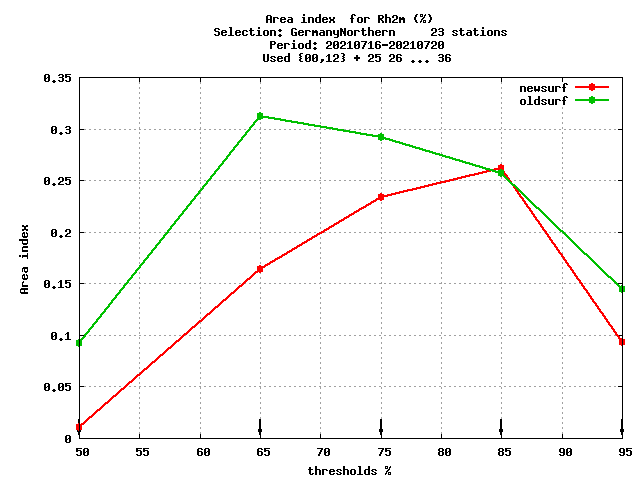 Area index  for Rh2m (%)
Selection: GermanyNorthern     23 stations
Period: 20210716-20210720
Used {00,12} + 25 26 ... 36
newsurf
oldsurf
0.35
0.3
0.25
0.2
0.15
0.1
0.05
0
Area index
50 55 60 65 70 75 80 85 90 95
thresholds %